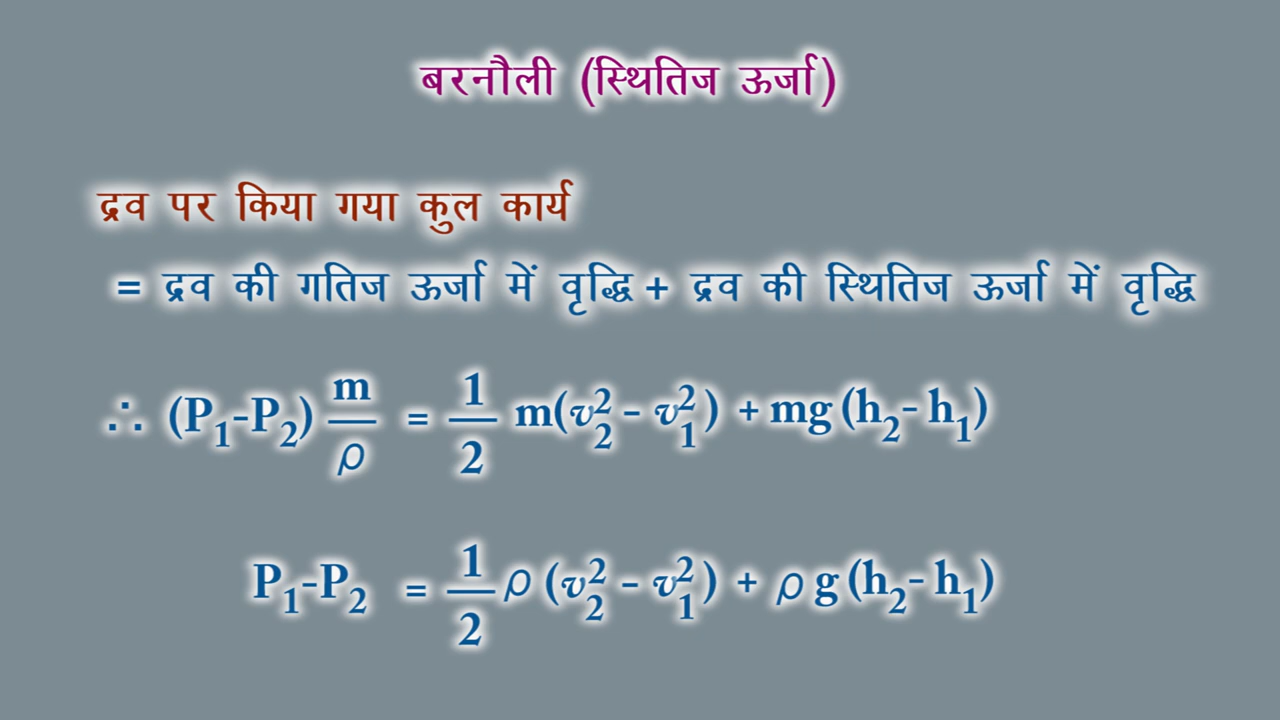 बरनौली (स्थितिज ऊर्जा)
द्रव पर किया गया कुल कार्य
= द्रव की गतिज ऊर्जा में वृद्धि + द्रव की स्थितिज ऊर्जा में वृद्धि
∴ (P₁-P₂) m/ρ = 1/2 m(v₂² - v₁²) + mg(h₂-h₁)
P₁-P₂ = 1/2 ρ(v₂² - v₁²) + ρg(h₂-h₁)